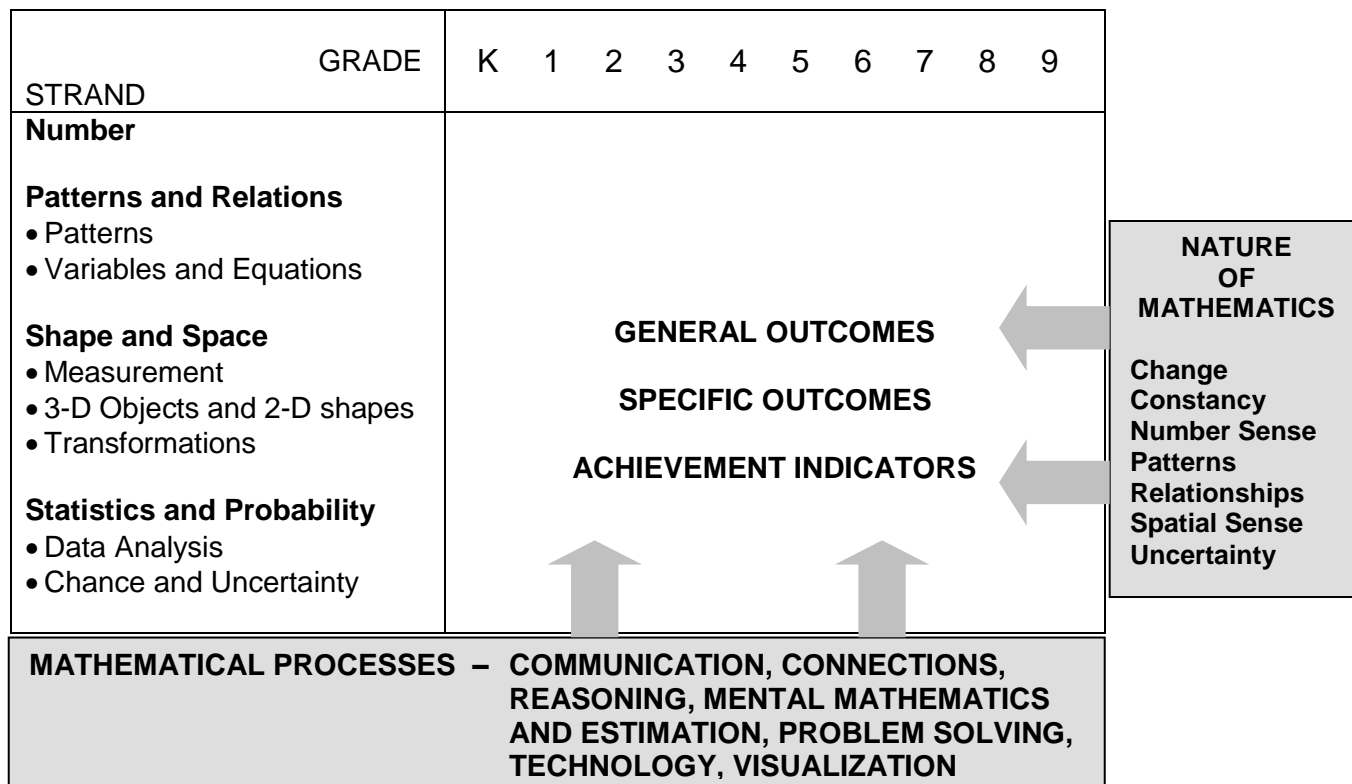 GRADE
STRAND
K 1 2 3 4 5 6 7 8 9
Number
Patterns and Relations
• Patterns
• Variables and Equations
Shape and Space
• Measurement
• 3-D Objects and 2-D shapes
• Transformations
Statistics and Probability
• Data Analysis
• Chance and Uncertainty
GENERAL OUTCOMES
SPECIFIC OUTCOMES
ACHIEVEMENT INDICATORS
NATURE
OF
MATHEMATICS
Change
Constancy
Number Sense
Patterns
Relationships
Spatial Sense
Uncertainty
MATHEMATICAL PROCESSES – COMMUNICATION, CONNECTIONS,
REASONING, MENTAL MATHEMATICS
AND ESTIMATION, PROBLEM SOLVING,
TECHNOLOGY, VISUALIZATION